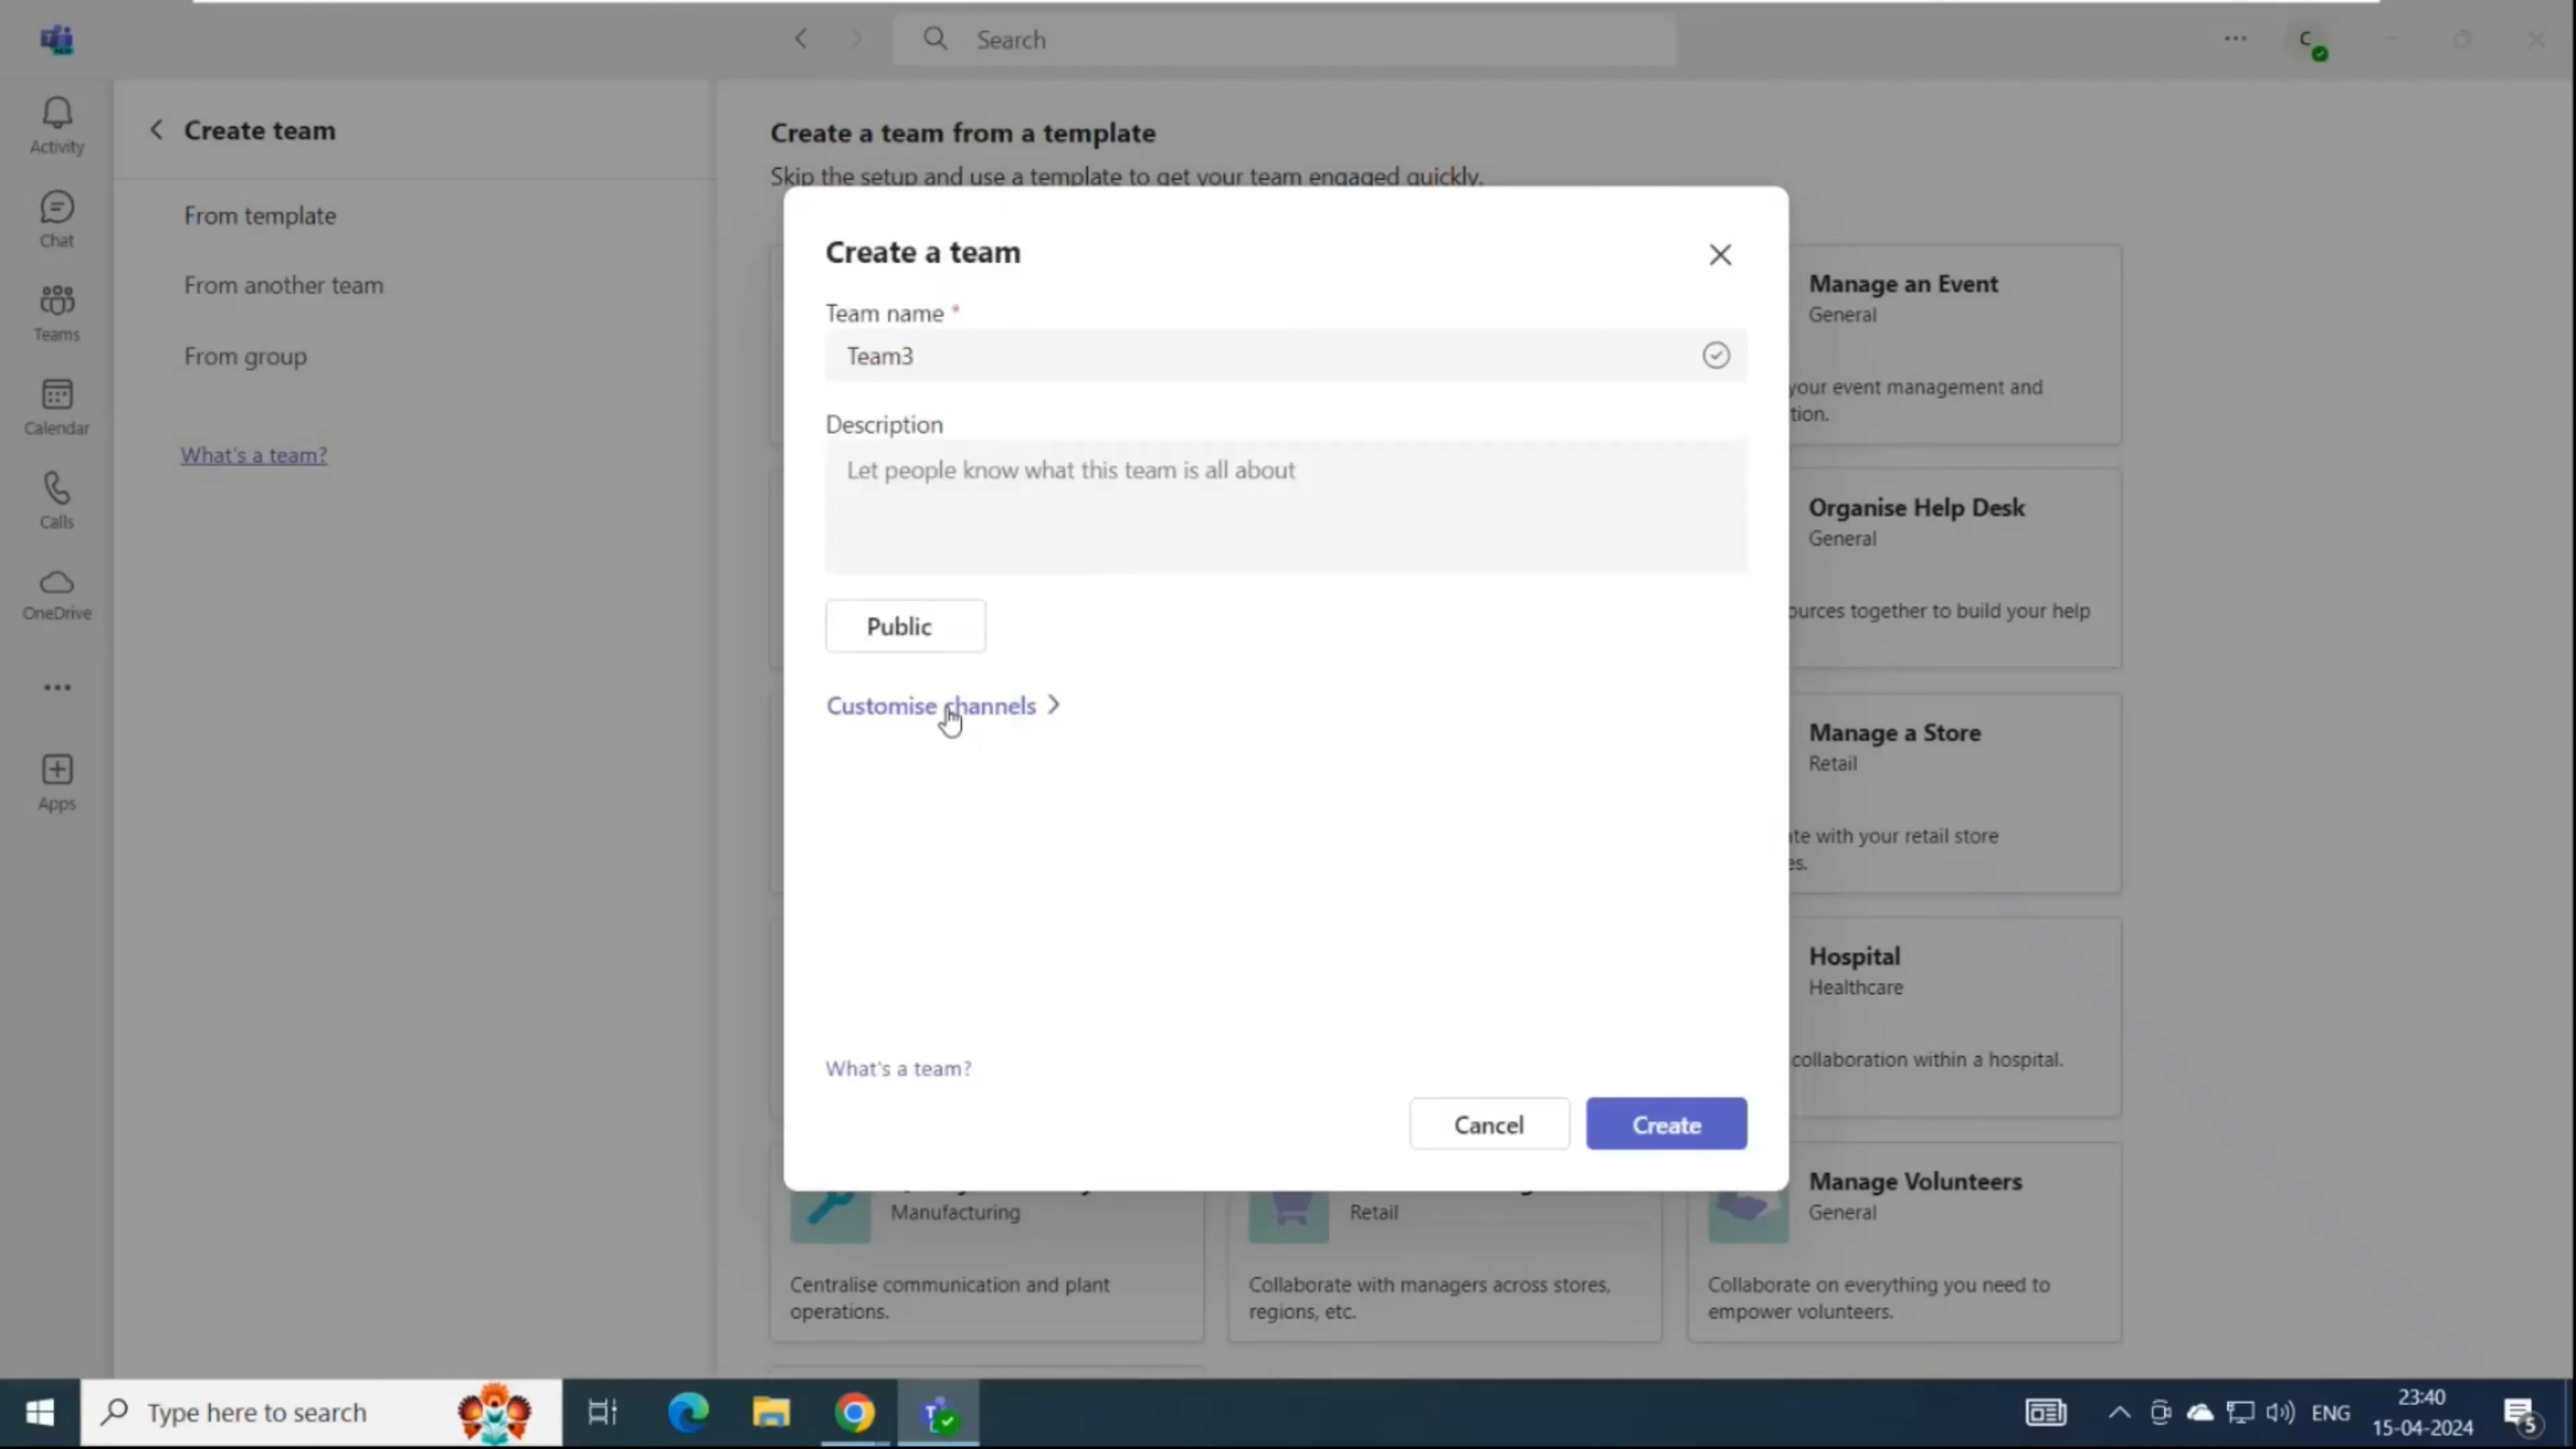 Search
C
Activity
Chat
Teams
Calendar
Calls
OneDrive
Apps
Create team
From template
From another team
From group
What's a team?
Create a team from a template
Skip the setup and use a template to get your team engaged quickly.
Create a team
Team name *
Team3
Description
Let people know what this team is all about
Public
Customise channels
What's a team?
Cancel
Create
Manage an Event
General
your event management and
Organise Help Desk
General
together to build your help
Manage a Store
Retail
with your retail store
Hospital
Healthcare
collaboration within a hospital.
Manufacturing
Centralise communication and plant
operations.
Retail
Collaborate with managers across stores,
regions, etc.
Manage Volunteers
General
Collaborate on everything you need to
empower volunteers.
Type here to search
ENG
23:40
15-04-2024
5